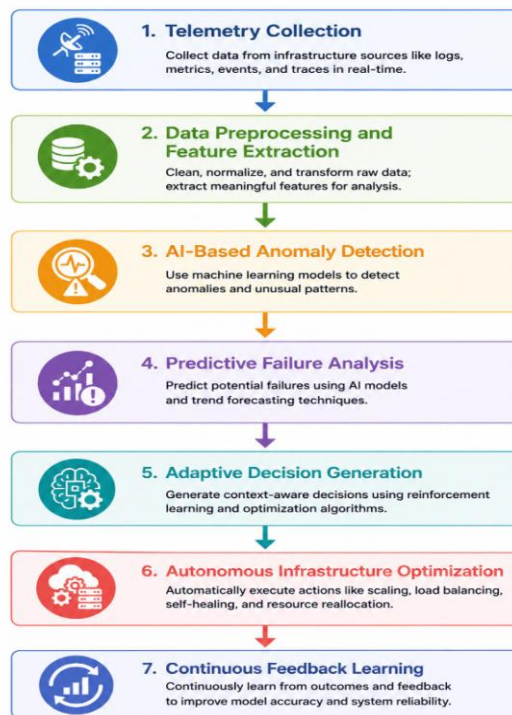 1. Telemetry Collection
Collect data from infrastructure sources like logs,
metrics, events, and traces in real-time.
2. Data Preprocessing and
Feature Extraction
Clean, normalize, and transform raw data;
extract meaningful features for analysis.
3. AI-Based Anomaly Detection
Use machine learning models to detect
anomalies and unusual patterns.
4. Predictive Failure Analysis
Predict potential failures using AI models
and trend forecasting techniques.
5. Adaptive Decision Generation
Generate context-aware decisions using reinforcement
learning and optimization algorithms.
6. Autonomous Infrastructure Optimization
Automatically execute actions like scaling, load balancing,
self-healing, and resource reallocation.
7. Continuous Feedback Learning
Continuously learn from outcomes and feedback
to improve model accuracy and system reliability.